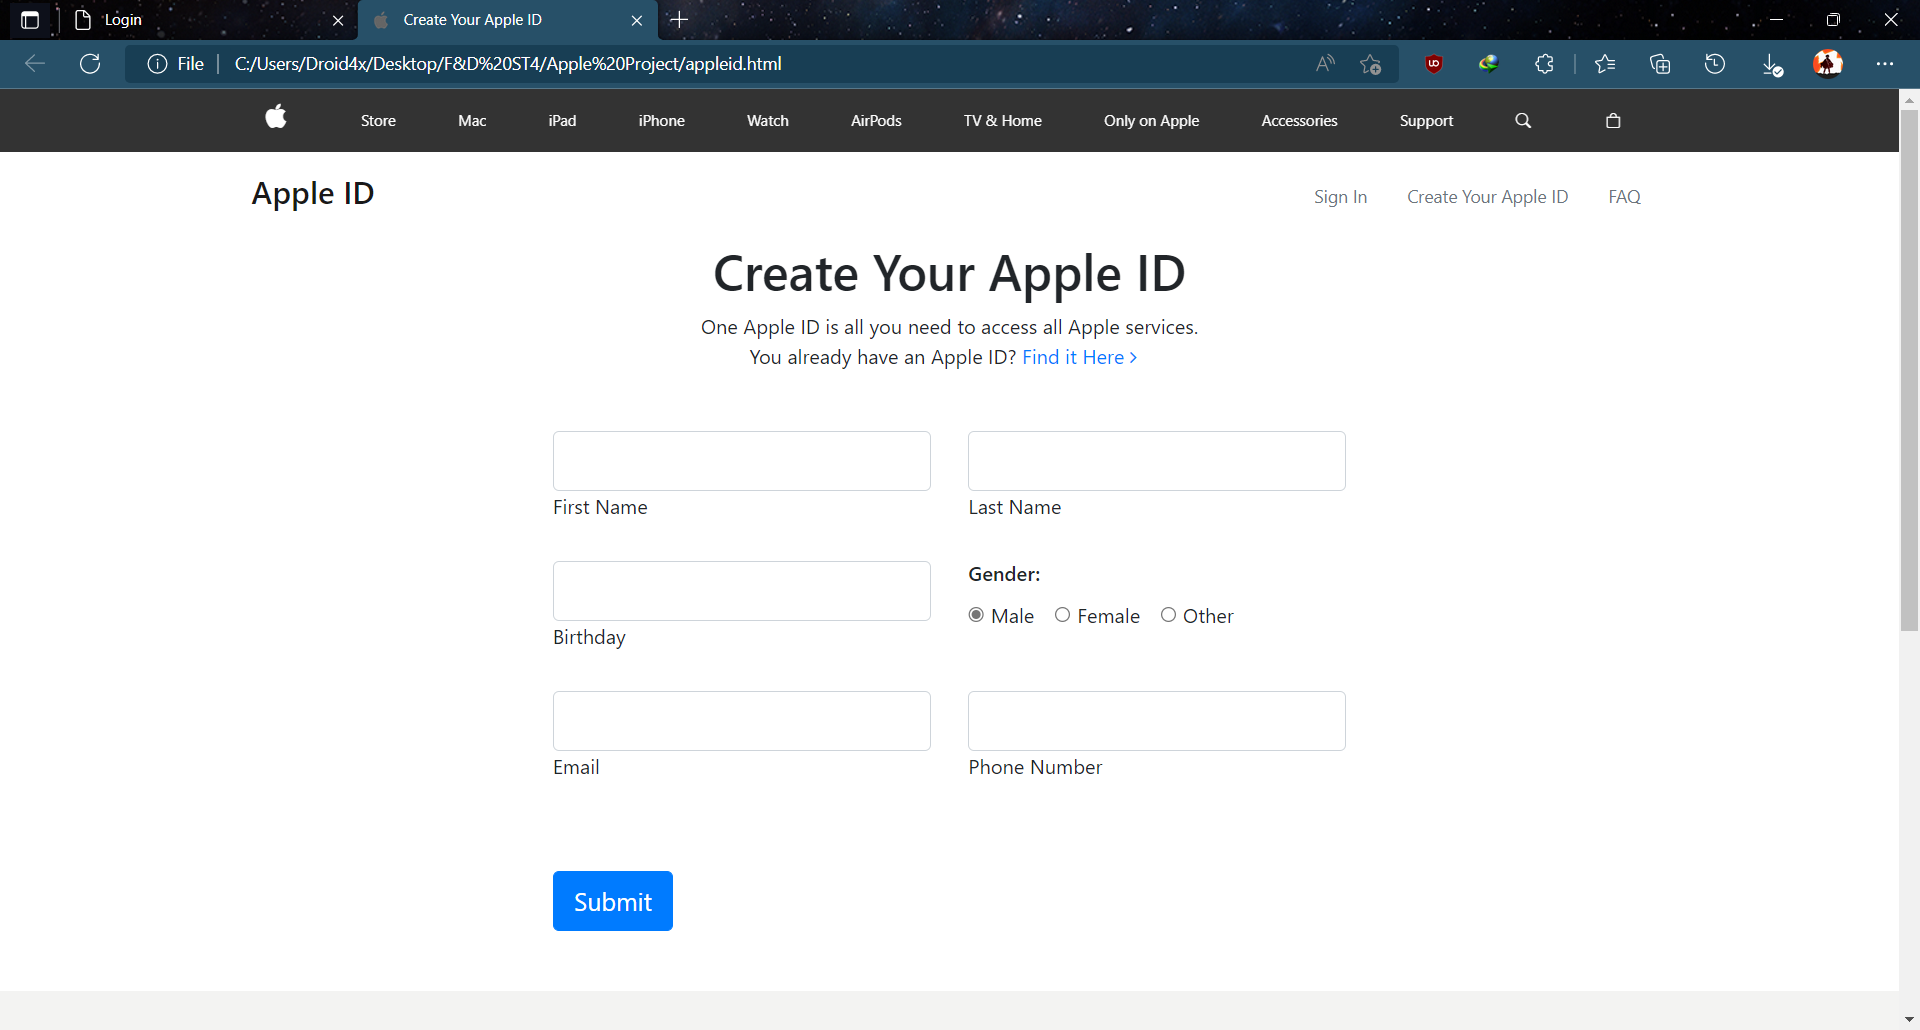 Login
Create Your Apple ID
File
C:/Users/Droid4x/Desktop/F&D%20ST4/Apple%20Project/appleid.html
Store Mac iPad iPhone Watch AirPods TV & Home Only on Apple Accessories Support
Apple ID
Sign In Create Your Apple ID FAQ
Create Your Apple ID
One Apple ID is all you need to access all Apple services.
You already have an Apple ID? Find it Here >
First Name
Last Name
Birthday
Gender:
Male Female Other
Email
Phone Number
Submit